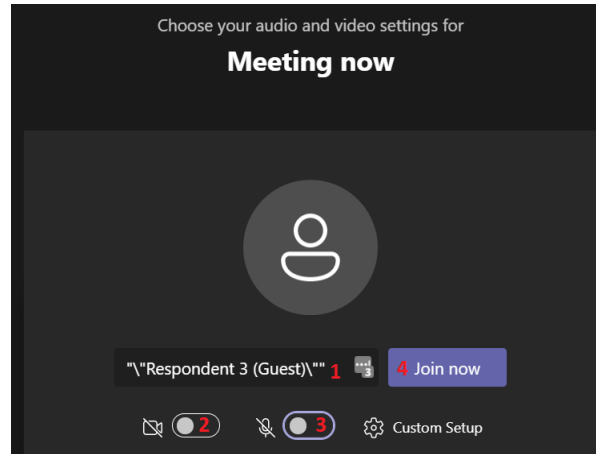 Choose your audio and video settings for
Meeting now
"\"Respondent 3 (Guest)\"" 1 3 4 Join now
2 3 Custom Setup